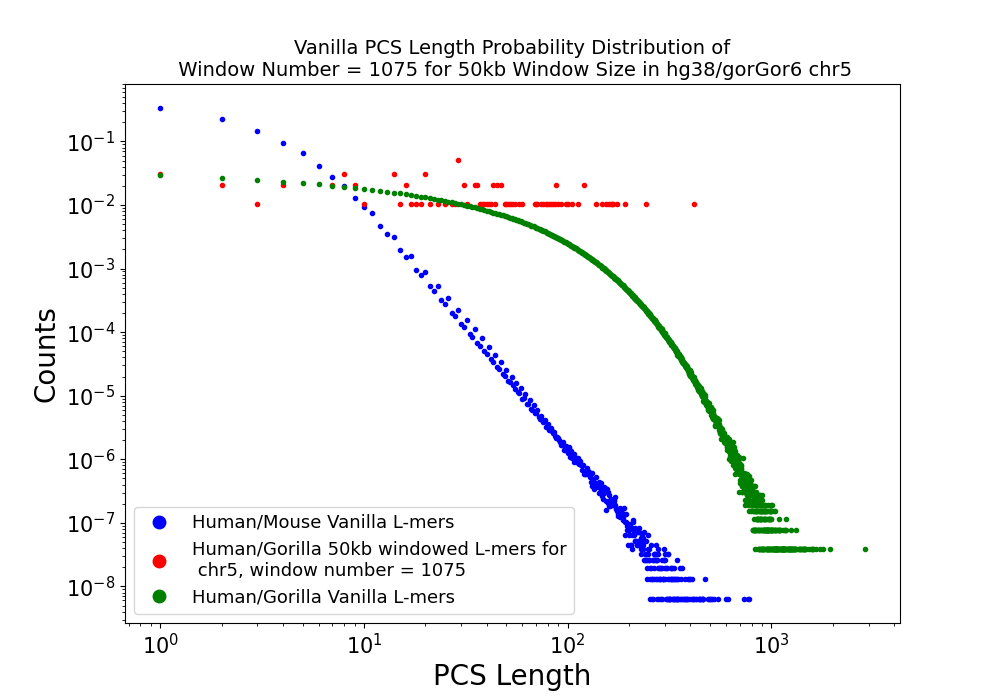 Vanilla PCS Length Probability Distribution of
Window Number = 1075 for 50kb Window Size in hg38/gorGor6 chr5
Counts
10⁻¹
10⁻²
10⁻³
10⁻⁴
10⁻⁵
10⁻⁶
10⁻⁷
10⁻⁸
Human/Mouse Vanilla L-mers
Human/Gorilla 50kb windowed L-mers for
chr5, window number = 1075
Human/Gorilla Vanilla L-mers
10⁰ 10¹ 10² 10³
PCS Length